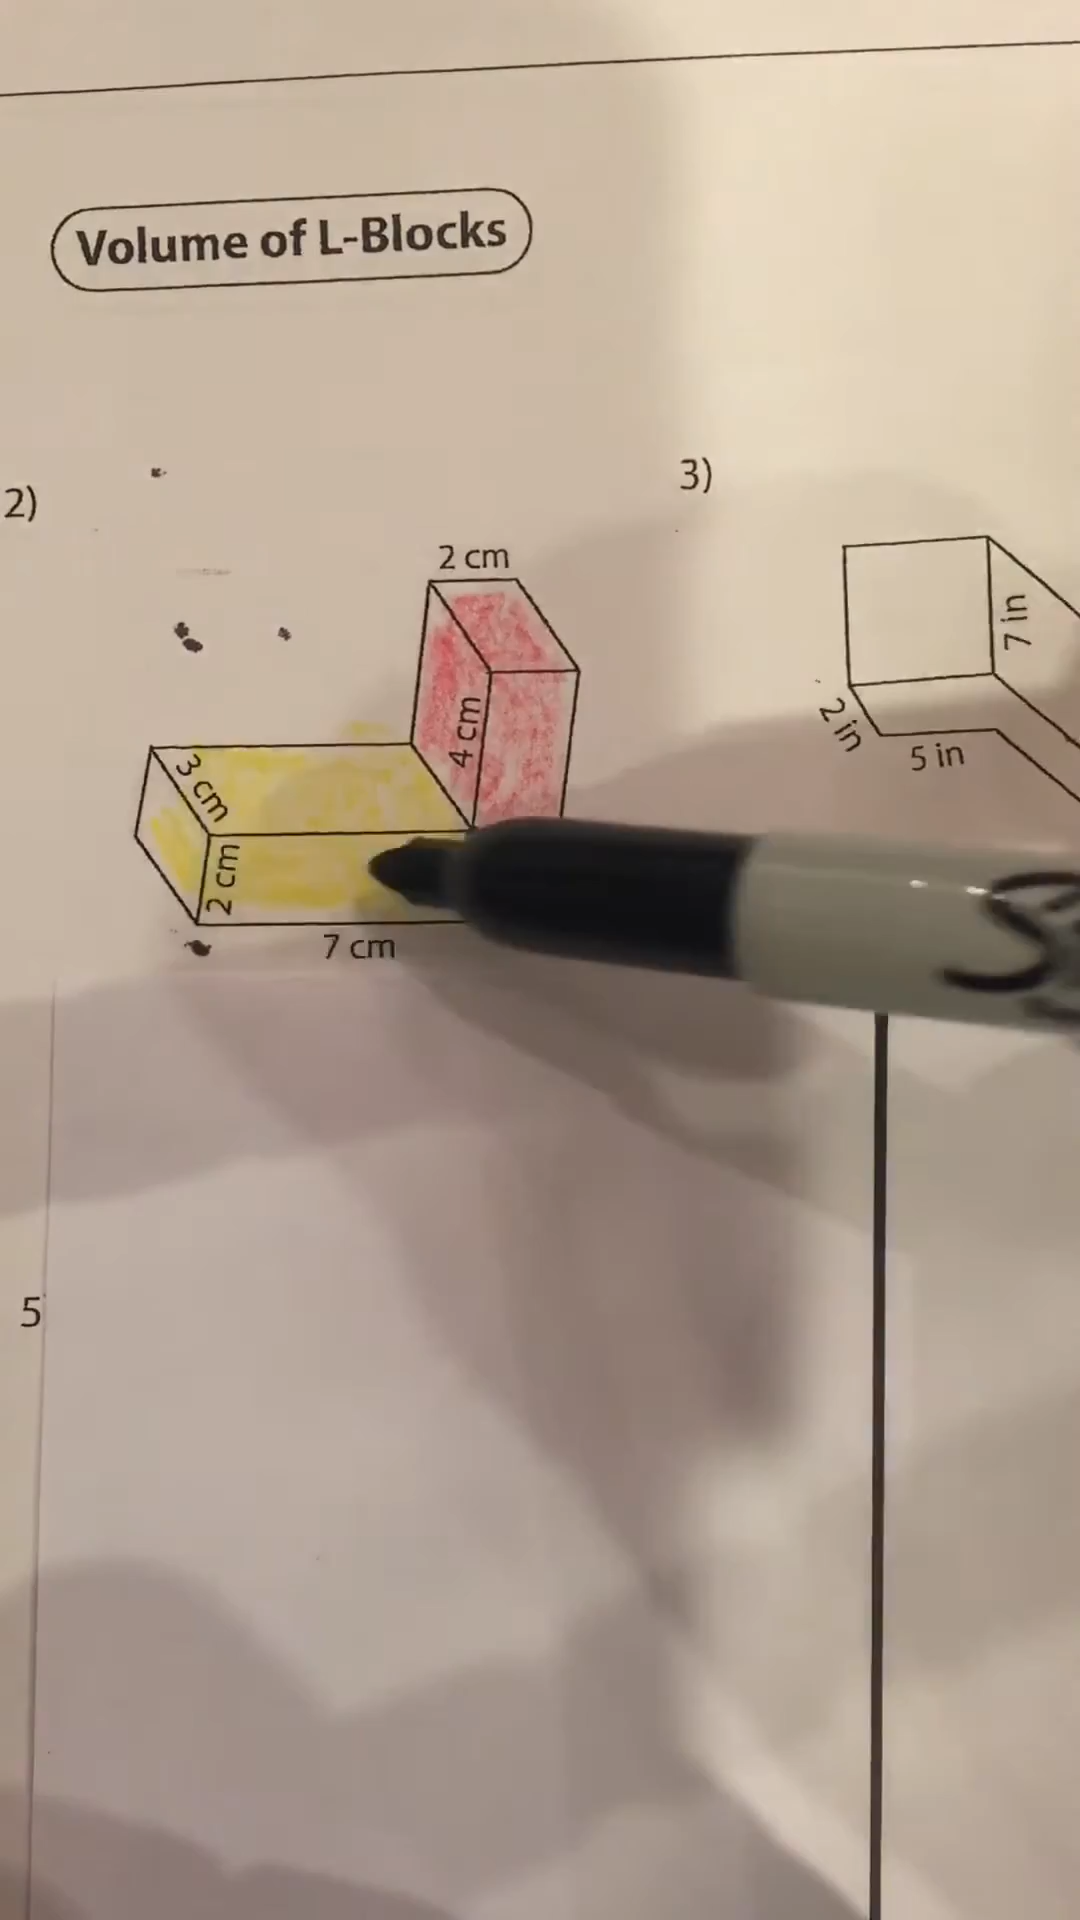 Volume of L-Blocks
2)
3)
2 cm
4 cm
3 cm
2 cm
7 cm
7 in
2 in
5 in
5